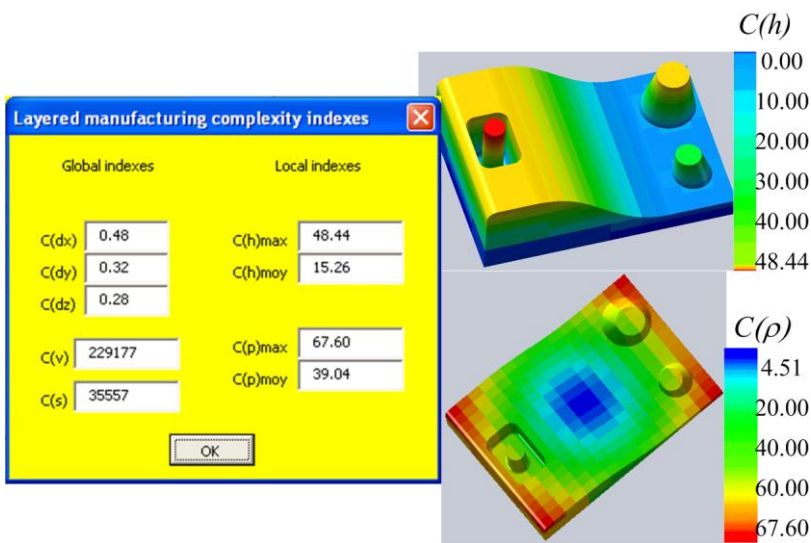 Layered manufacturing complexity indexes
Global indexes
Local indexes
C(dx) 0.48
C(dy) 0.32
C(dz) 0.28
C(v) 229177
C(s) 35557
C(h)max 48.44
C(h)moy 15.26
C(p)max 67.60
C(p)moy 39.04
OK
C(h)
0.00
10.00
20.00
30.00
40.00
48.44
C(ρ)
4.51
20.00
40.00
60.00
67.60